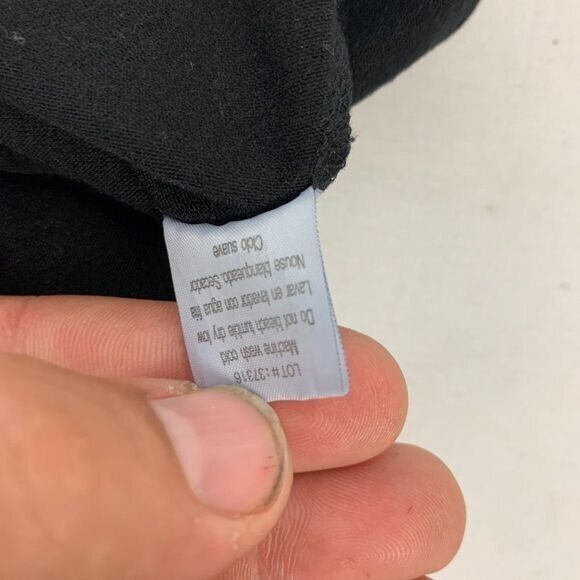 LOT#:37316
Machine wash cold
Do not bleach tumble dry low
Lavar en lavador con agua fria
Nouse blanqueado. Secador
Cido suave